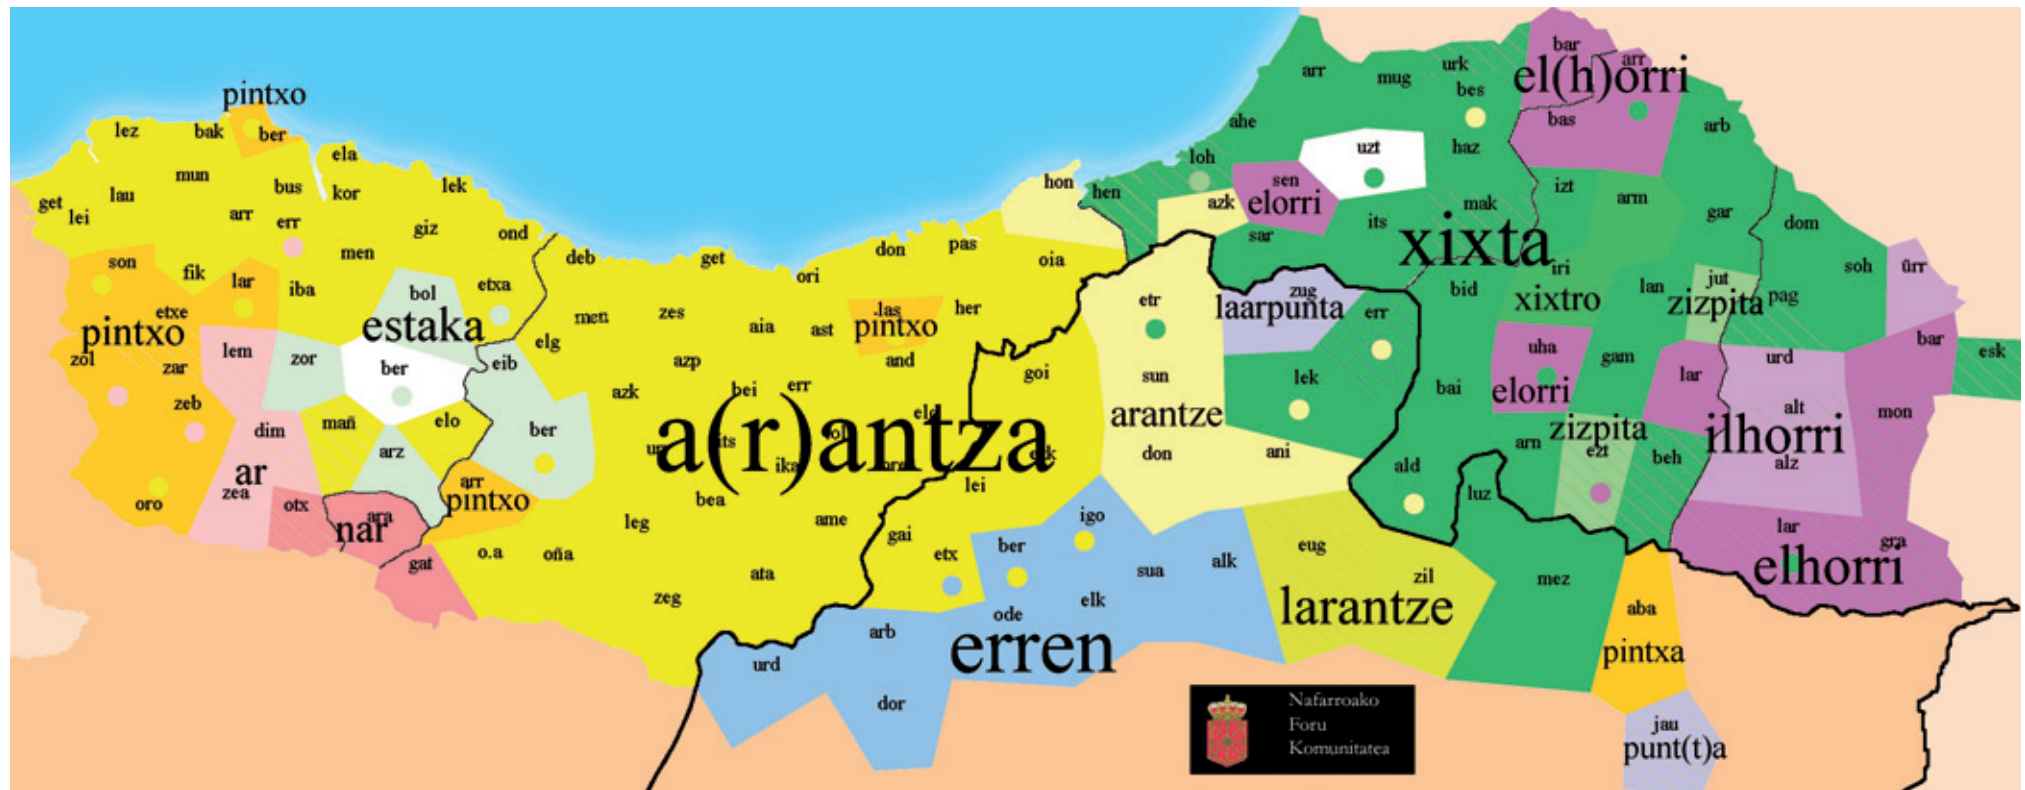 pintxo
lez
bak
ber
mun
ela
bus
kor
lek
get
lei
lau
arr
err
giz
ond
men
son
fik
lar
iba
bol
etxa
etxe
pintxo
estaka
zol
zar
lem
zor
ber
eib
zeb
dim
mañ
elo
arz
ber
ar
zea
otx
oro
nar
ara
gat
arr
pintxo
deb
get
ori
don
pas
hon
oia
men
zes
aia
ast
las
pintxo
her
elg
azp
and
azk
bei
err
goi
a(r)antza
its
ika
bea
lei
leg
ame
gai
o.a
oña
etx
ata
zeg
hen
loh
ahe
arr
mug
urk
bes
bar
el(h)orri
arr
bas
arb
uzt
haz
sen
elorri
azk
sar
its
mak
xixta
izt
arm
gar
dom
soh
ürr
iri
xixtro
lan
jut
zizpita
pag
bid
etr
zug
laarpunta
err
sun
arantze
lek
don
ani
uha
elorri
gam
lar
urd
bar
esk
bai
alt
mon
ilhorri
arn
zizpita
ezt
beh
alz
ald
luz
lar
gra
elhorri
igo
ber
sua
alk
elk
ode
erren
arb
urd
dor
eug
zil
larantze
mez
aba
pintxa
jau
punt(t)a
Nafarroako
Foru
Komunitatea